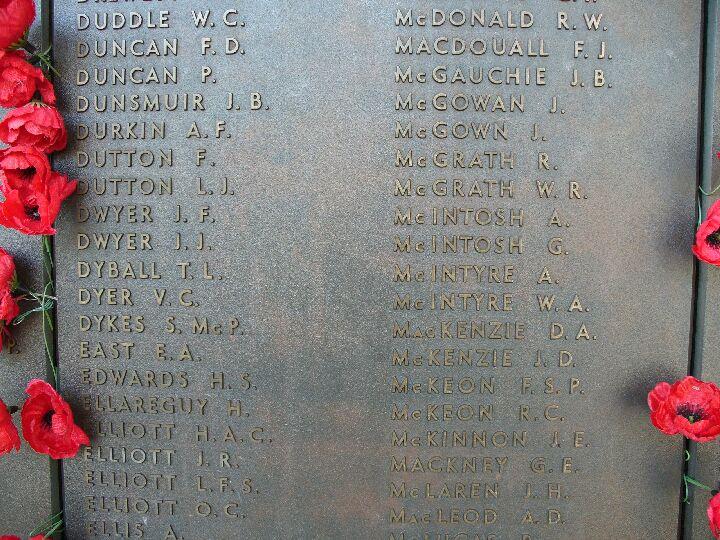 DUDDLE W. C.
DUNCAN F. D.
DUNCAN P.
DUNSMUIR J. B.
DURKIN A. F.
DUTTON F.
DUTTON L. J.
DWYER J. F.
DWYER J. J.
DYBALL T. L.
DYER V. C.
DYKES S. McP.
EAST E. A.
EDWARDS H. S.
ELLAREGUY H.
ELLIOTT H. A. C.
ELLIOTT J. R.
ELLIOTT L. F. S.
ELLIOTT O. C.
ELLIS A.
McDONALD R. W.
MACDOUALL F. J.
McGAUCHIE J. B.
McGOWAN J.
McGOWN J.
McGRATH R.
McGRATH W. R.
McINTOSH A.
McINTOSH G.
McINTYRE A.
McINTYRE W. A.
MacKENZIE D. A.
McKENZIE J. D.
McKEON F. S. P.
McKEON R. C.
McKINNON J. E.
MACKNEY G. E.
McLAREN J. H.
MacLEOD A. D.